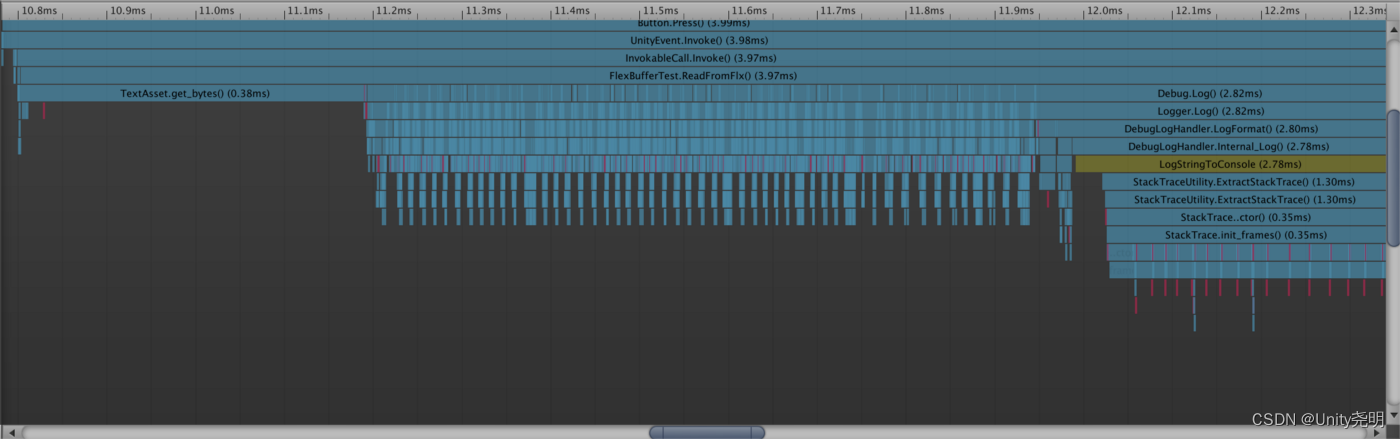 10.8ms 10.9ms 11.0ms 11.1ms 11.2ms 11.3ms 11.4ms 11.5ms 11.6ms 11.7ms 11.8ms 11.9ms 12.0ms 12.1ms 12.2ms 12.3ms
Button.Press() (3.99ms)
UnityEvent.Invoke() (3.98ms)
InvokableCall.Invoke() (3.97ms)
FlexBufferTest.ReadFromFlx() (3.97ms)
TextAsset.get_bytes() (0.38ms) Debug.Log() (2.82ms)
Logger.Log() (2.82ms)
DebugLogHandler.LogFormat() (2.80ms)
DebugLogHandler.Internal_Log() (2.78ms)
LogStringToConsole (2.78ms)
StackTraceUtility.ExtractStackTrace() (1.30ms)
StackTraceUtility.ExtractStackTrace() (1.30ms)
StackTrace..ctor() (0.35ms)
StackTrace.init_frames() (0.35ms)
CSDN @Unity尧明